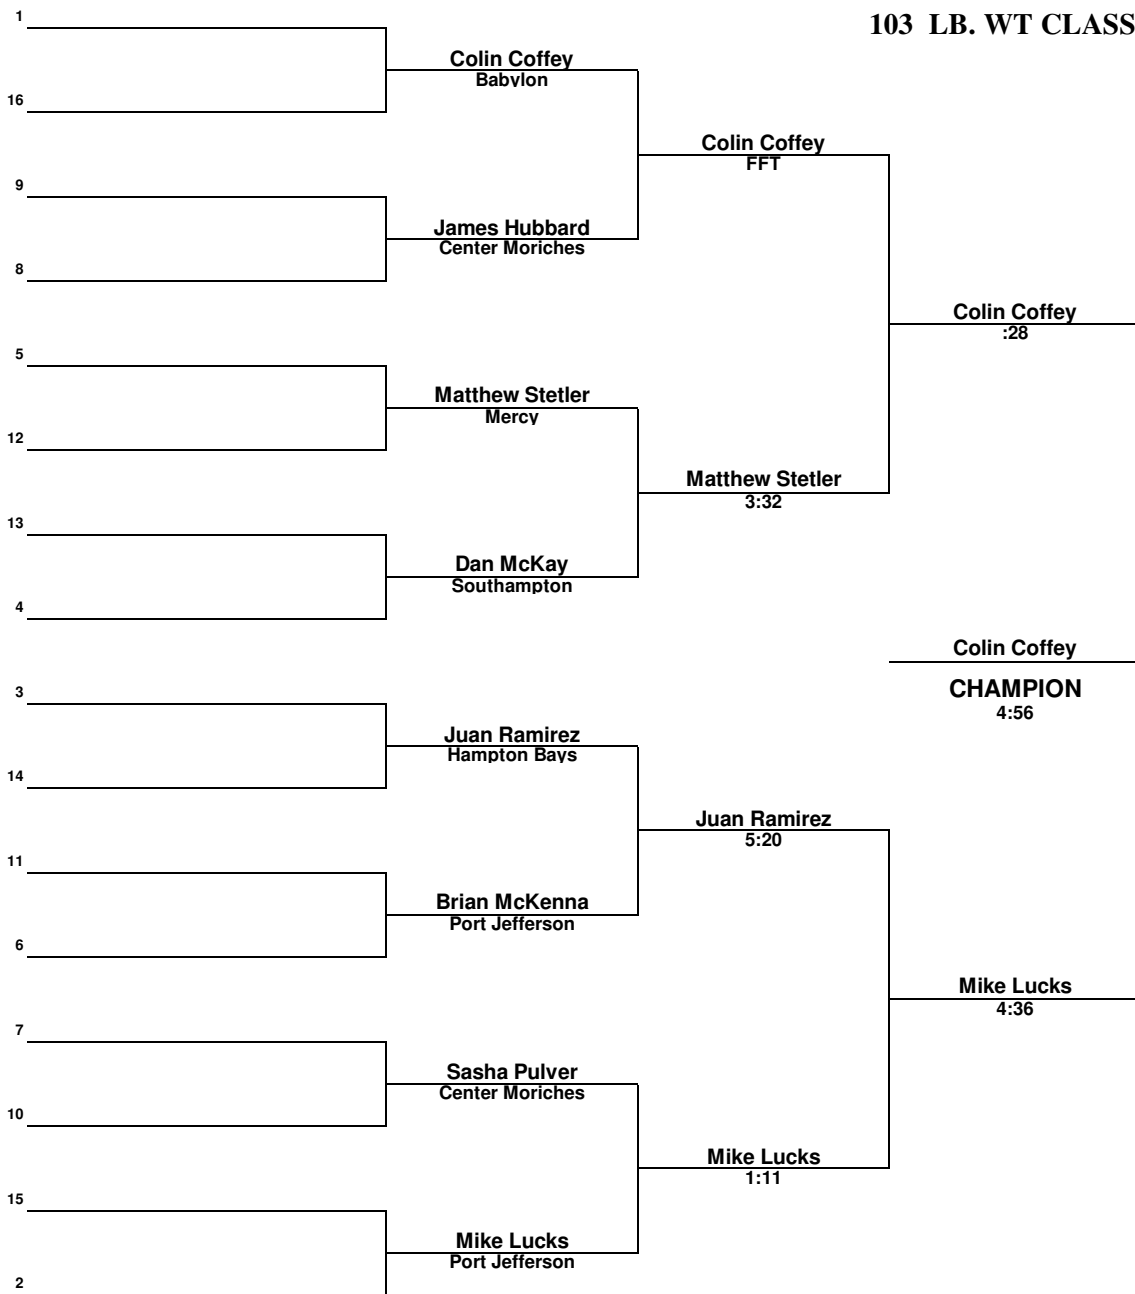 1
103 LB. WT CLASS
Colin Coffey
Babylon
16
Colin Coffey
FFT
9
James Hubbard
Center Moriches
8
Colin Coffey
:28
5
Matthew Stetler
Mercy
12
Matthew Stetler
3:32
13
Dan McKay
Southampton
4
Colin Coffey
CHAMPION
4:56
3
Juan Ramirez
Hampton Bays
14
Juan Ramirez
5:20
11
Brian McKenna
Port Jefferson
6
Mike Lucks
4:36
7
Sasha Pulver
Center Moriches
10
Mike Lucks
1:11
15
Mike Lucks
Port Jefferson
2